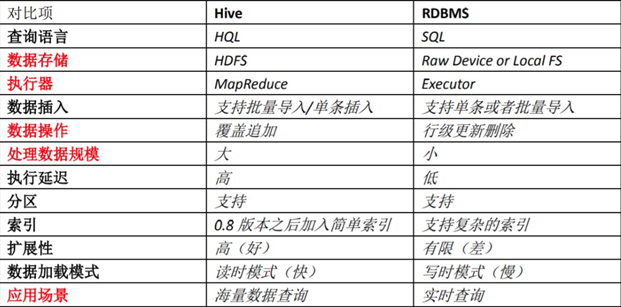 对比项 Hive RDBMS
查询语言 HQL SQL
数据存储 HDFS Raw Device or Local FS
执行器 MapReduce Executor
数据插入 支持批量导入/单条插入 支持单条或者批量导入
数据操作 覆盖追加 行级更新删除
处理数据规模 大 小
执行延迟 高 低
分区 支持 支持
索引 0.8 版本之后加入简单索引 支持复杂的索引
扩展性 高（好） 有限（差）
数据加载模式 读时模式（快） 写时模式（慢）
应用场景 海量数据查询 实时查询